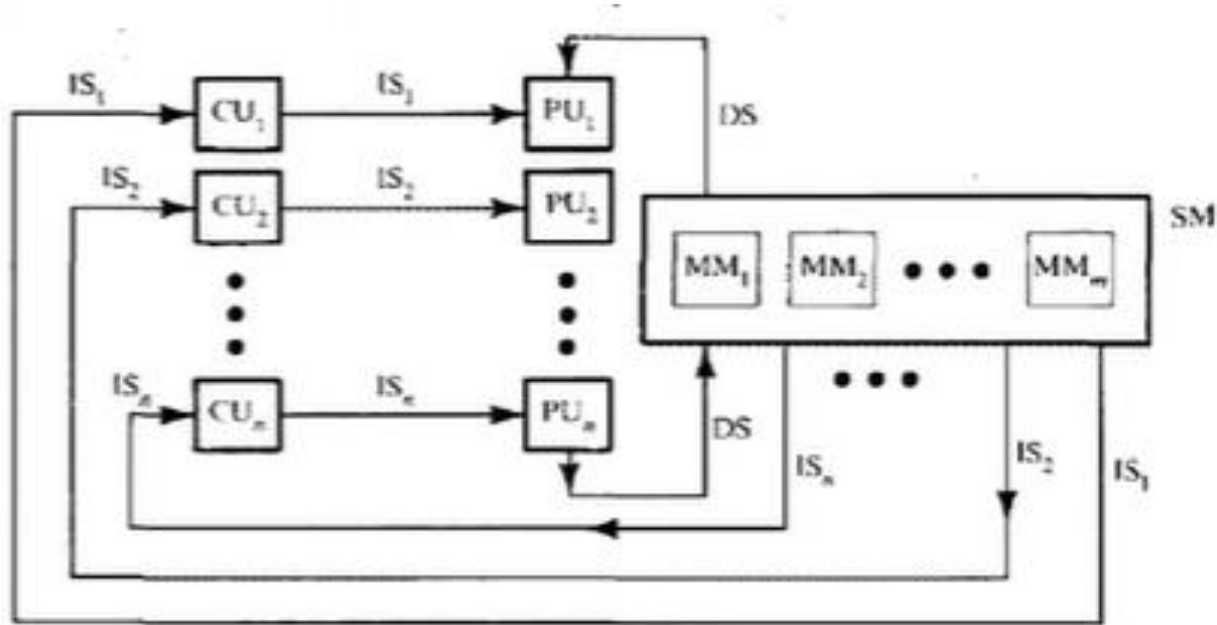 IS₁ CU₁ IS₁ PU₁ DS
IS₂ CU₂ IS₂ PU₂
SM
MM₁ MM₂ MMₘ
ISₙ CUₙ ISₙ PUₙ
DS ISₙ IS₂ IS₁